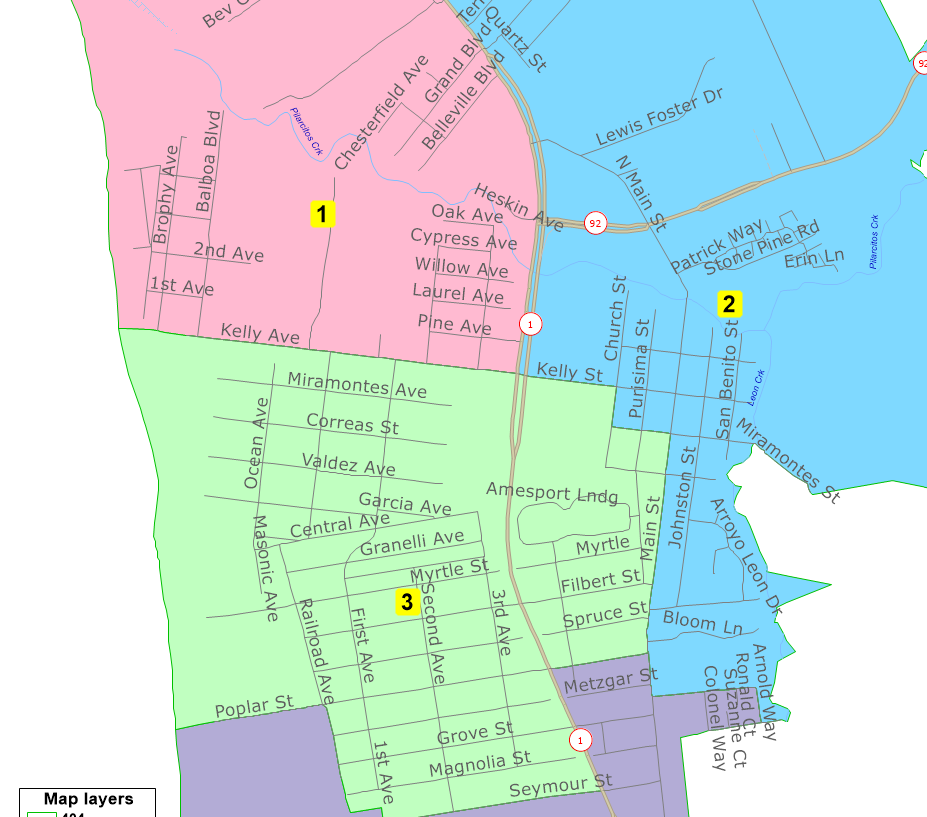 Bev C
Quartz St
Grand Blvd
Belleville Blvd
Chesterfield Ave
92
Lewis Foster Dr
Pilarcitos Crk
Brophy Ave
Balboa Blvd
N Main St
Heskin Ave
1
Oak Ave
92
Patrick Way
Stone Pine Rd
Erin Ln
Pilarcitos Crk
Cypress Ave
2nd Ave
Willow Ave
1st Ave
Laurel Ave
2
Pine Ave
1
Church St
Purisima St
San Benito St
Kelly Ave
Kelly St
Leon Crk
Miramontes Ave
Ocean Ave
Correas St
Miramontes St
Valdez Ave
Garcia Ave
Amesport Lndg
Johnston St
Main St
Central Ave
Masonic Ave
Granelli Ave
Myrtle
Arroyo Leon Dr
Myrtle St
Filbert St
3
Second Ave
3rd Ave
Spruce St
Railroad Ave
First Ave
Bloom Ln
Metzgar St
Arnold Way
Ronald Ct
Suzanne Ct
Colonel Way
Poplar St
Grove St
1
Magnolia St
1st Ave
Seymour St
Map layers